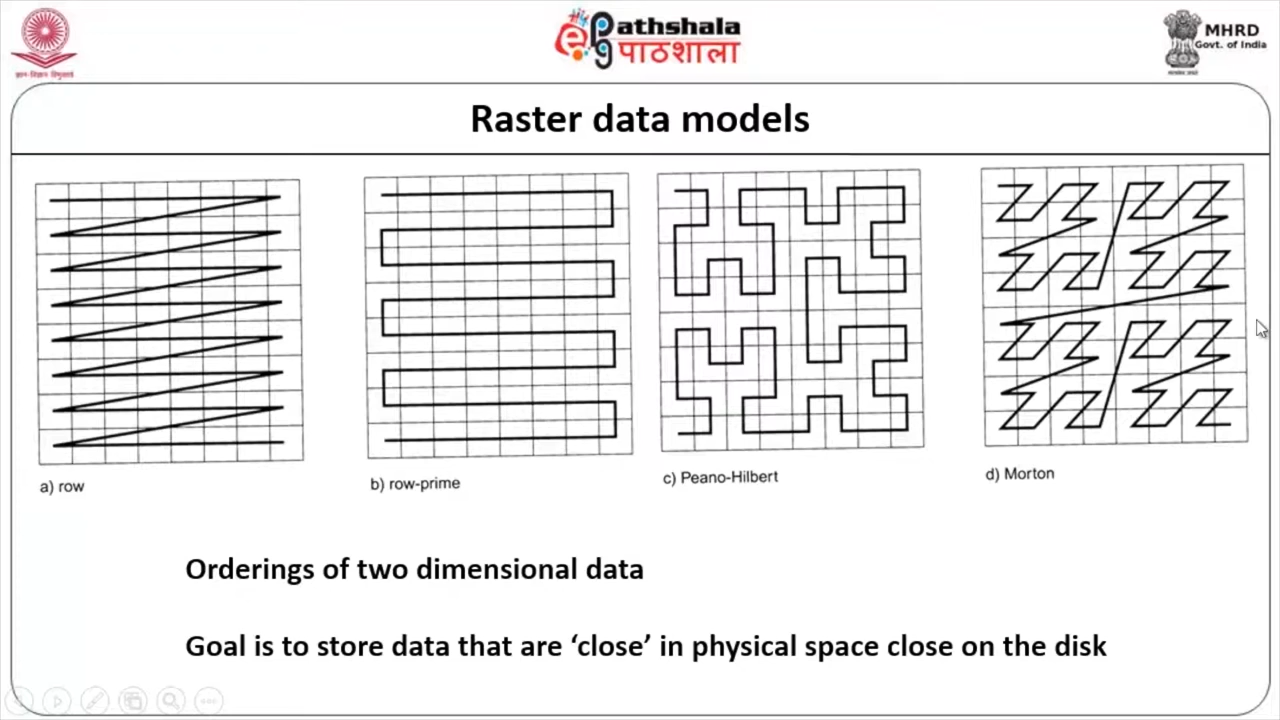 ePathshala
पाठशाला
MHRD
Govt. of India
Raster data models
a) row
b) row-prime
c) Peano-Hilbert
d) Morton
Orderings of two dimensional data
Goal is to store data that are ‘close’ in physical space close on the disk